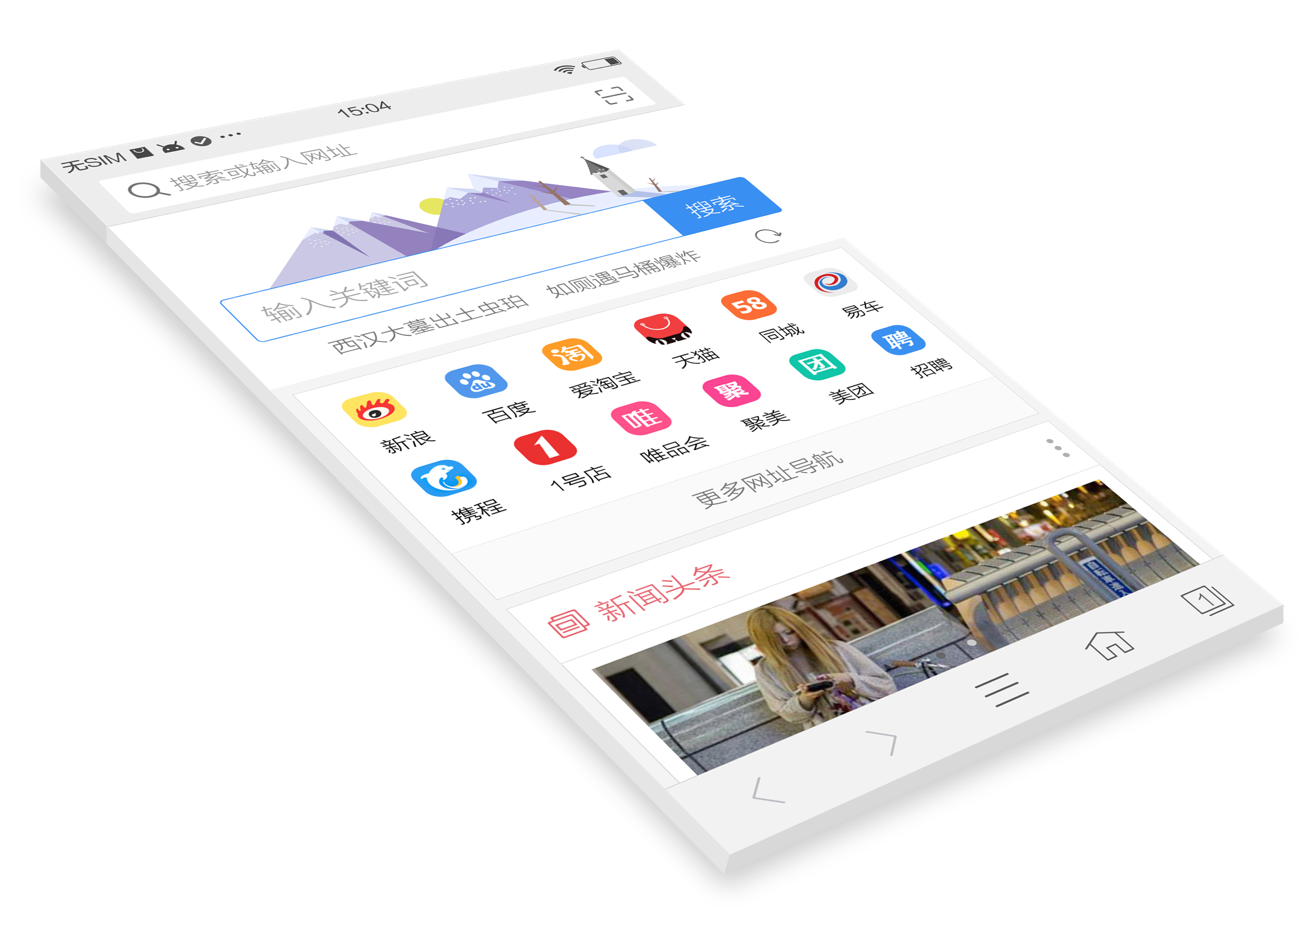 无SIM
15:04
搜索或输入网址
输入关键词
搜索
西汉大墓出土虫珀
如厕遇马桶爆炸
新浪
du
百度
淘
爱淘宝
天猫
58
同城
易车
携程
1
1号店
唯
唯品会
聚
聚美
团
美团
聘
招聘
更多网址导航
新闻头条
1